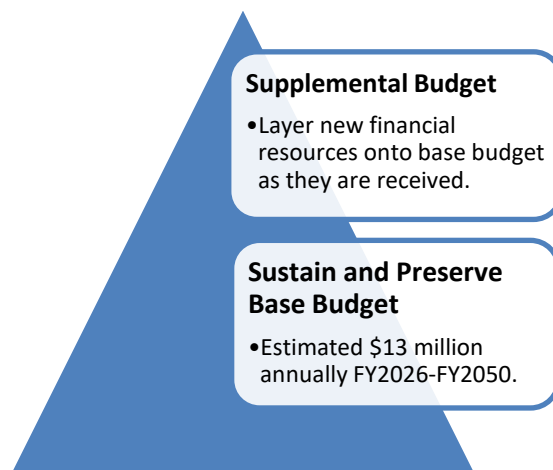 Supplemental Budget
•Layer new financial
resources onto base budget
as they are received.
Sustain and Preserve
Base Budget
•Estimated $13 million
annually FY2026-FY2050.